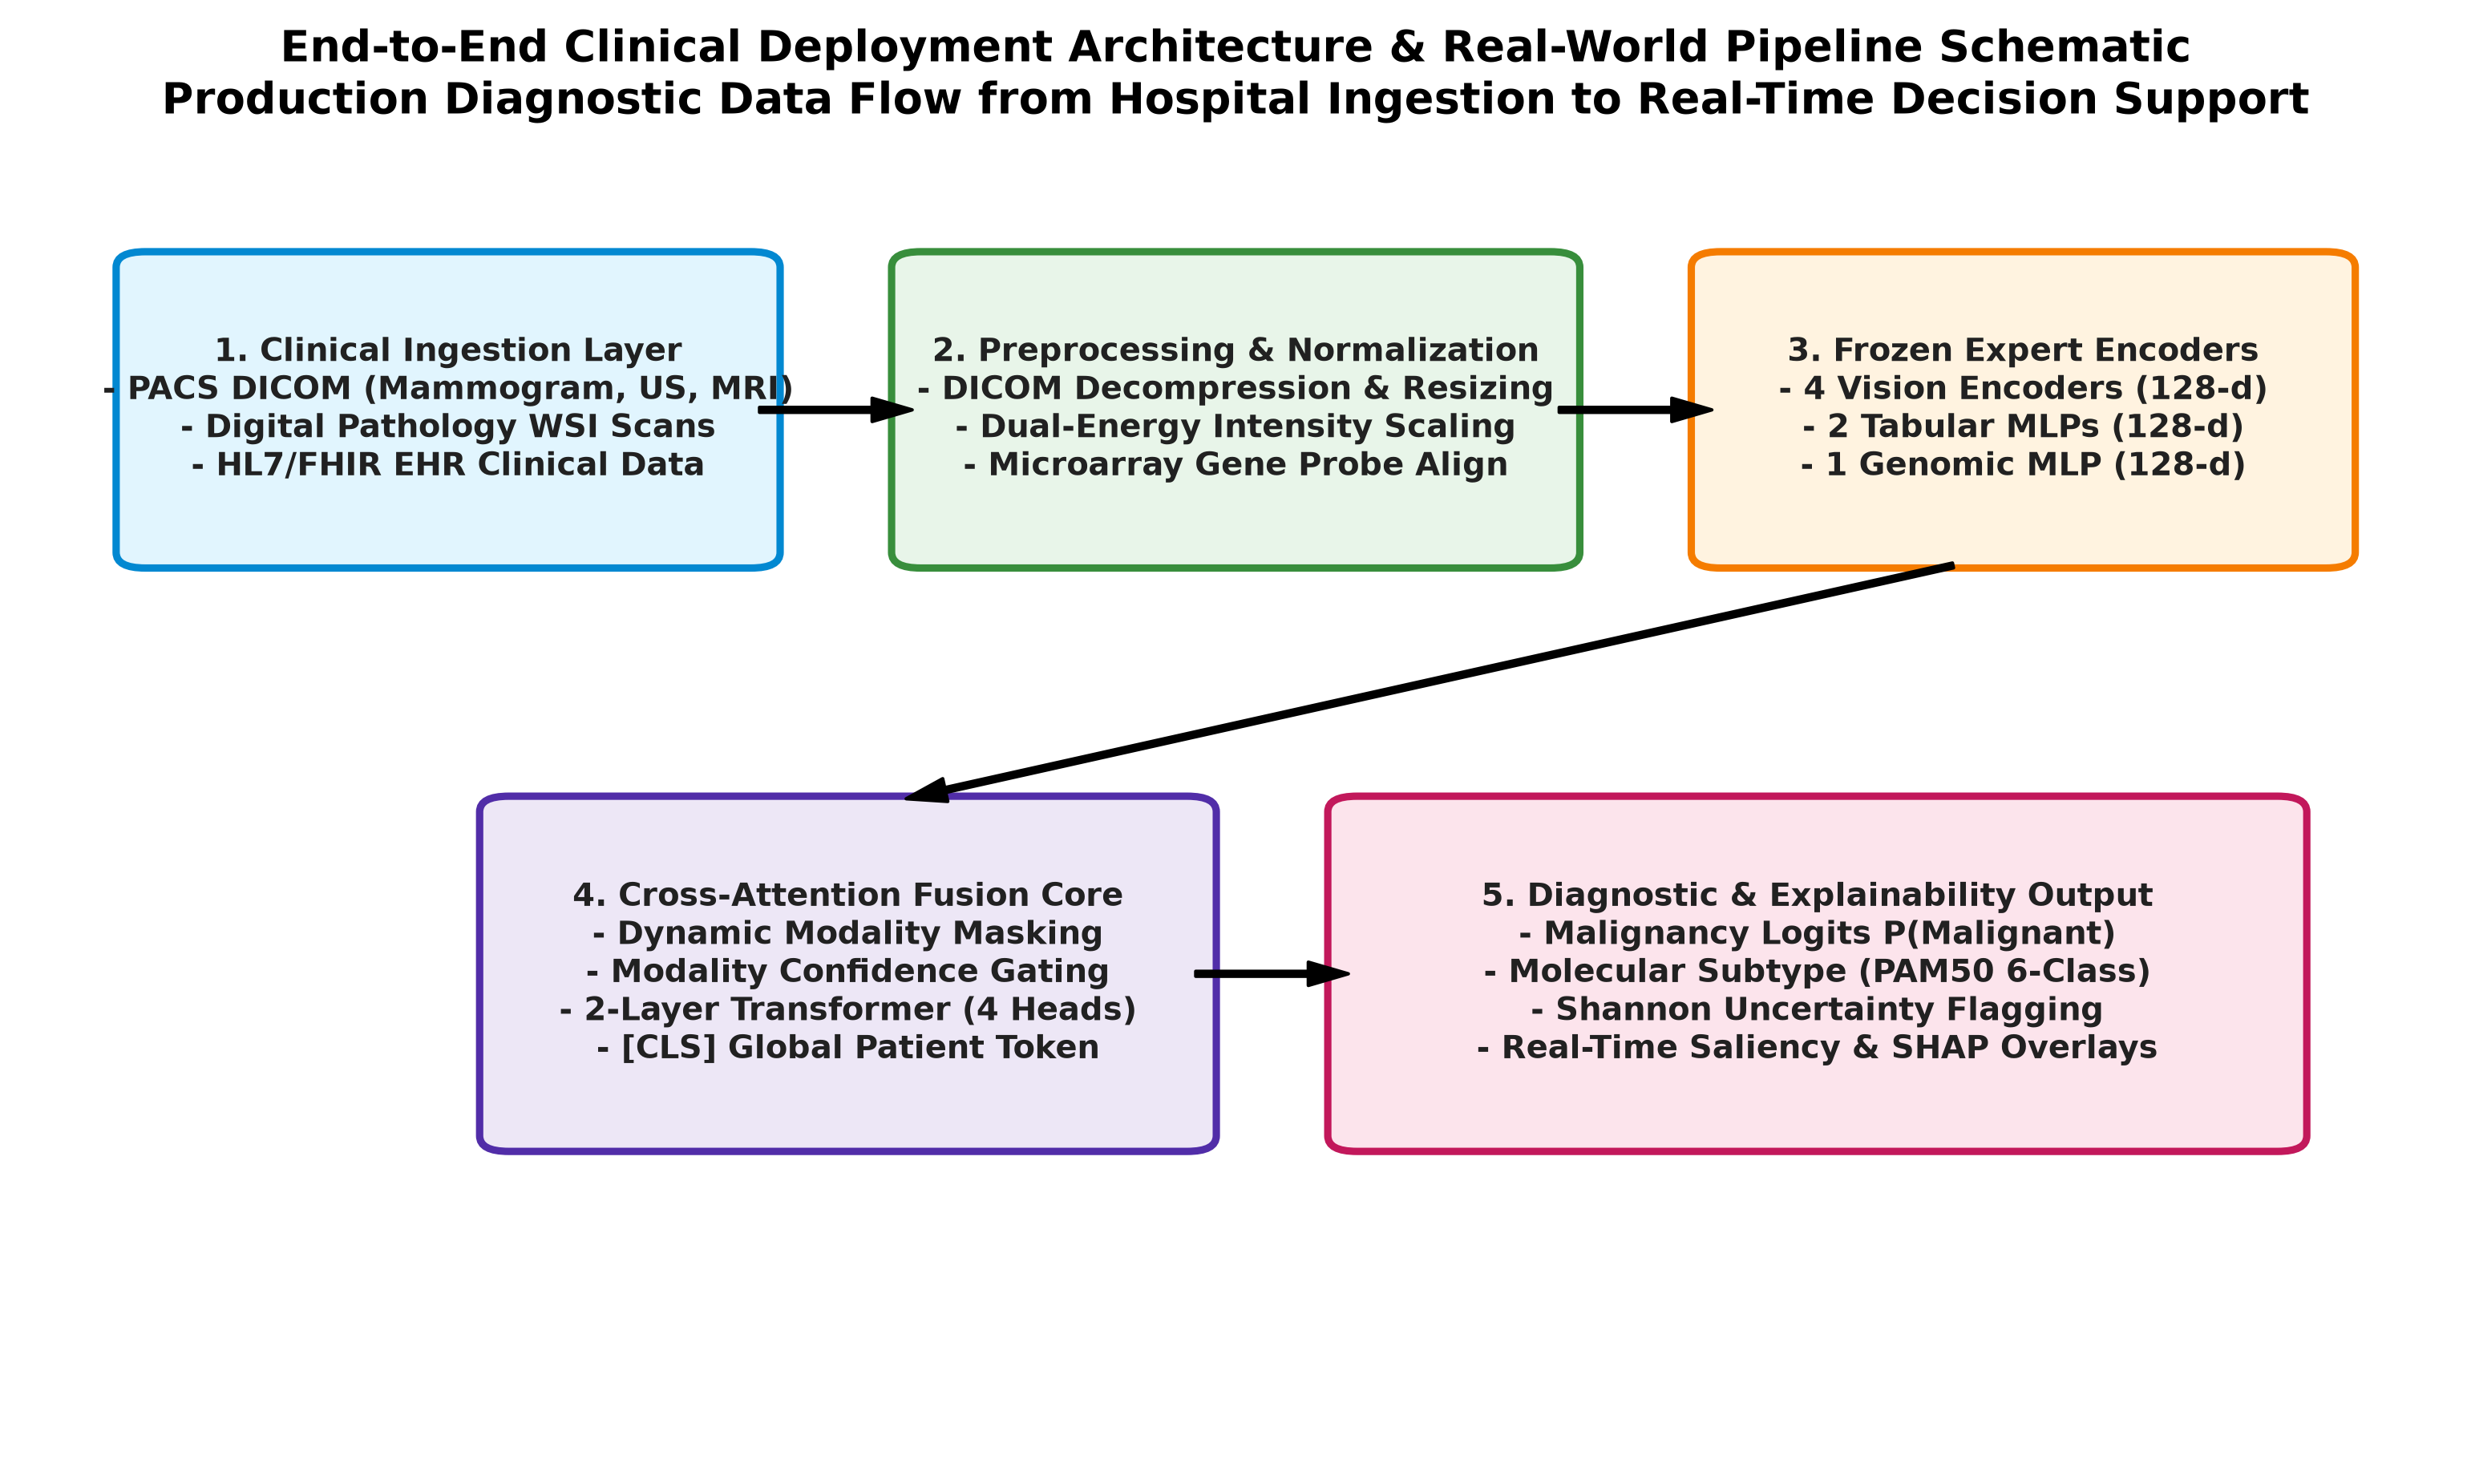 End-to-End Clinical Deployment Architecture & Real-World Pipeline Schematic
Production Diagnostic Data Flow from Hospital Ingestion to Real-Time Decision Support
1. Clinical Ingestion Layer
- PACS DICOM (Mammogram, US, MRI)
- Digital Pathology WSI Scans
- HL7/FHIR EHR Clinical Data
2. Preprocessing & Normalization
- DICOM Decompression & Resizing
- Dual-Energy Intensity Scaling
- Microarray Gene Probe Align
3. Frozen Expert Encoders
- 4 Vision Encoders (128-d)
- 2 Tabular MLPs (128-d)
- 1 Genomic MLP (128-d)
4. Cross-Attention Fusion Core
- Dynamic Modality Masking
- Modality Confidence Gating
- 2-Layer Transformer (4 Heads)
- [CLS] Global Patient Token
5. Diagnostic & Explainability Output
- Malignancy Logits P(Malignant)
- Molecular Subtype (PAM50 6-Class)
- Shannon Uncertainty Flagging
- Real-Time Saliency & SHAP Overlays